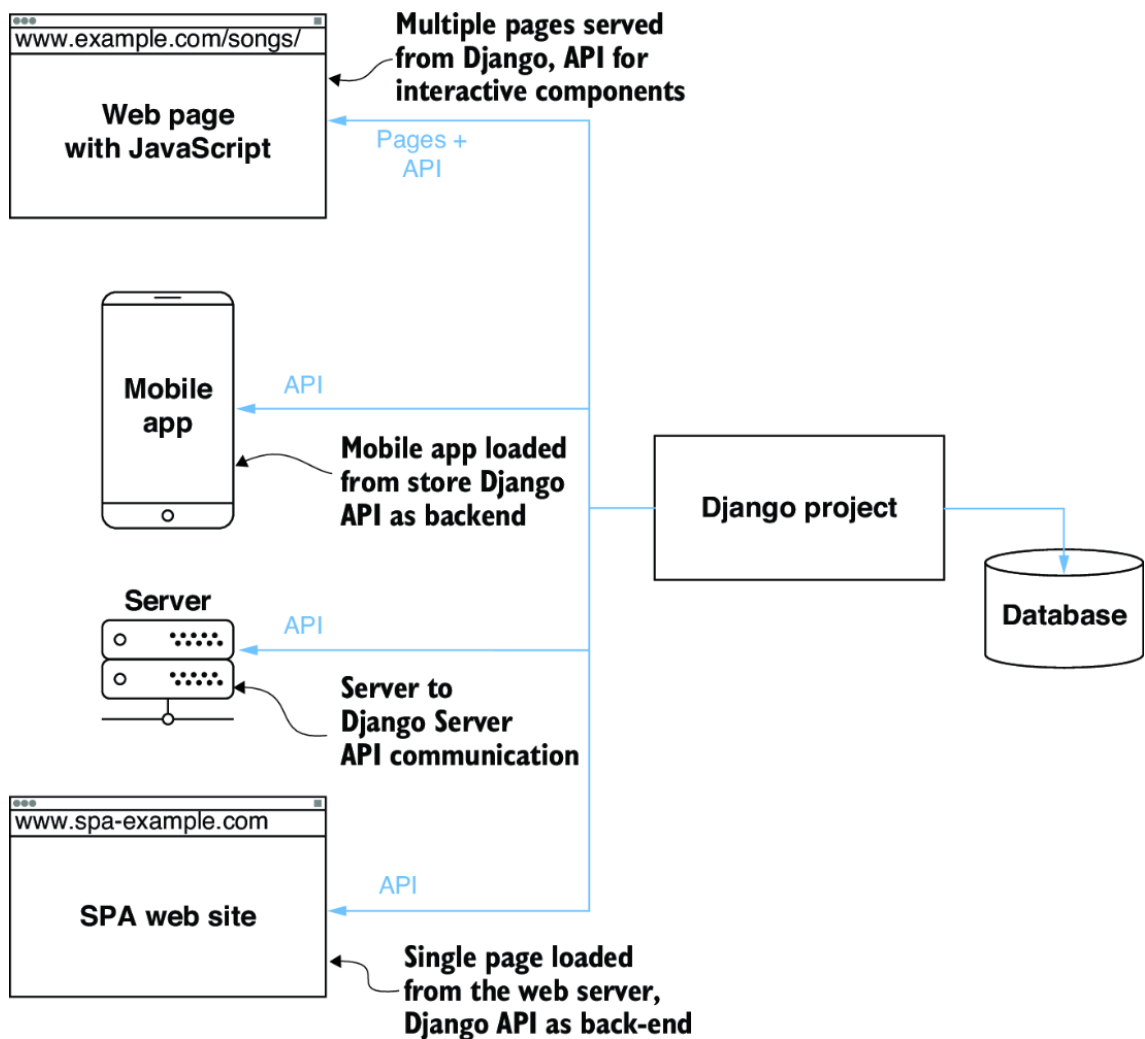 www.example.com/songs/
Web page
with JavaScript
Multiple pages served
from Django, API for
interactive components
Pages +
API
Mobile
app
API
Mobile app loaded
from store Django
API as backend
Django project
Database
Server
API
Server to
Django Server
API communication
www.spa-example.com
SPA web site
API
Single page loaded
from the web server,
Django API as back-end